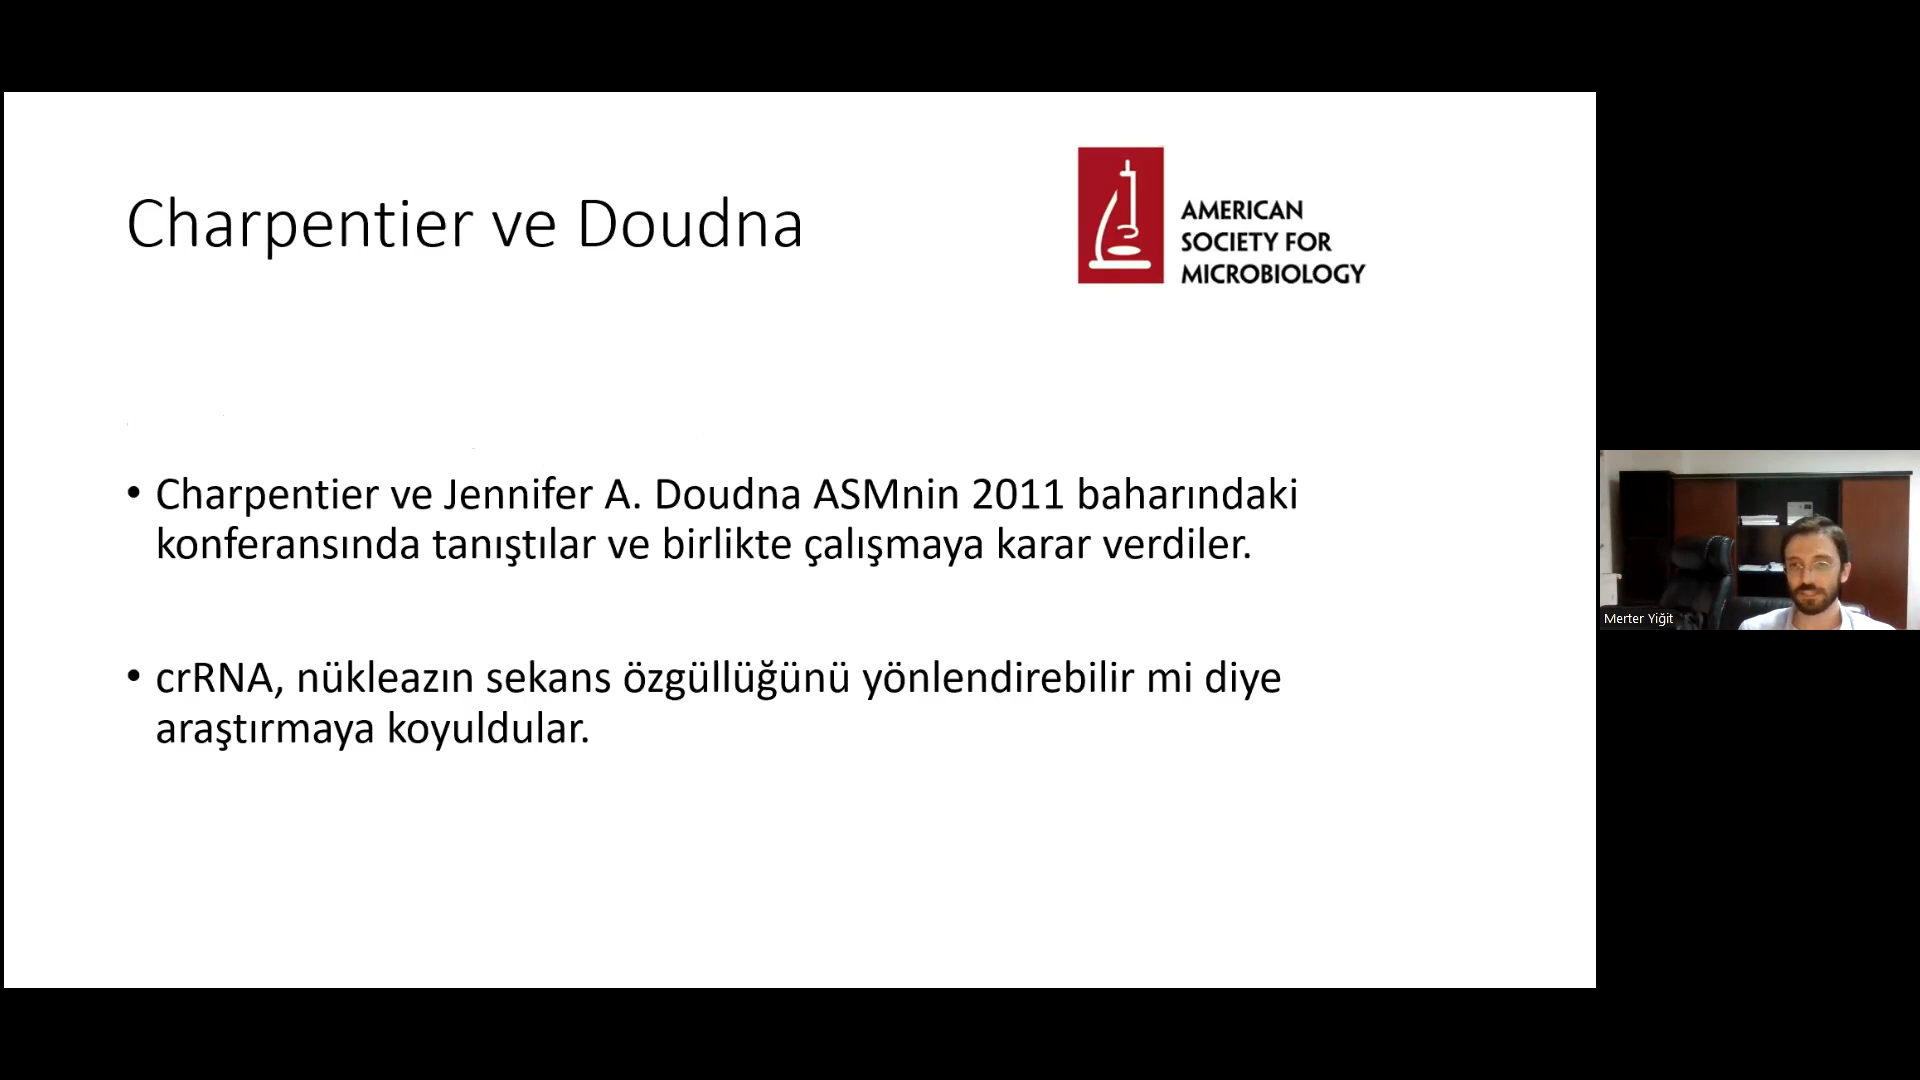 Charpentier ve Doudna
AMERICAN
SOCIETY FOR
MICROBIOLOGY
• Charpentier ve Jennifer A. Doudna ASMnin 2011 baharındaki
konferansında tanıştılar ve birlikte çalışmaya karar verdiler.
• crRNA, nükleazın sekans özgüllüğünü yönlendirebilir mi diye
araştırmaya koyuldular.
Merter Yiğit